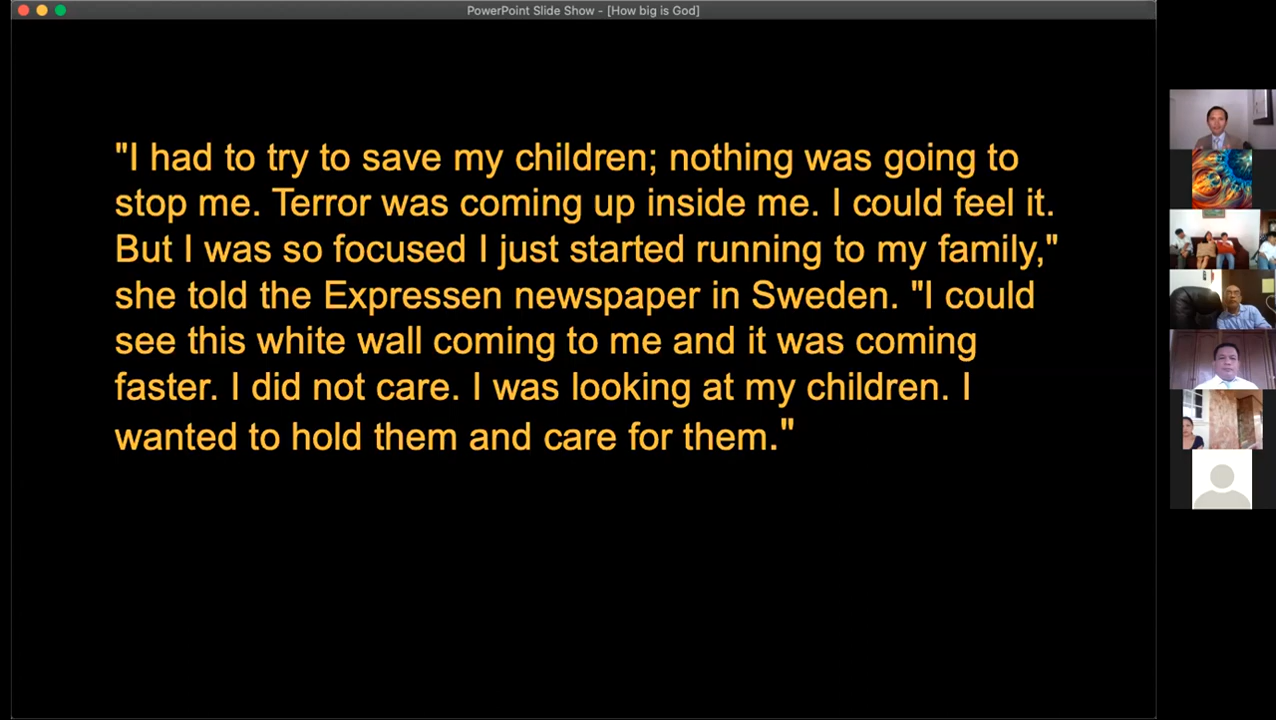 PowerPoint Slide Show - [How big is God]
"I had to try to save my children; nothing was going to
stop me. Terror was coming up inside me. I could feel it.
But I was so focused I just started running to my family,"
she told the Expressen newspaper in Sweden. "I could
see this white wall coming to me and it was coming
faster. I did not care. I was looking at my children. I
wanted to hold them and care for them."